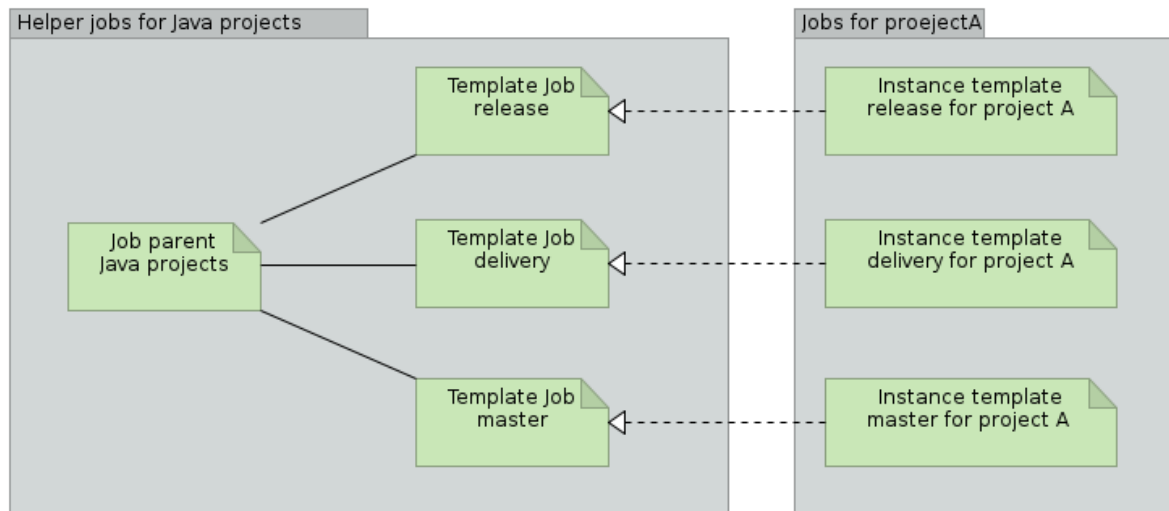 Helper jobs for Java projects
Jobs for proejectA
Template Job
release
Instance template
release for project A
Job parent
Java projects
Template Job
delivery
Instance template
delivery for project A
Template Job
master
Instance template
master for project A